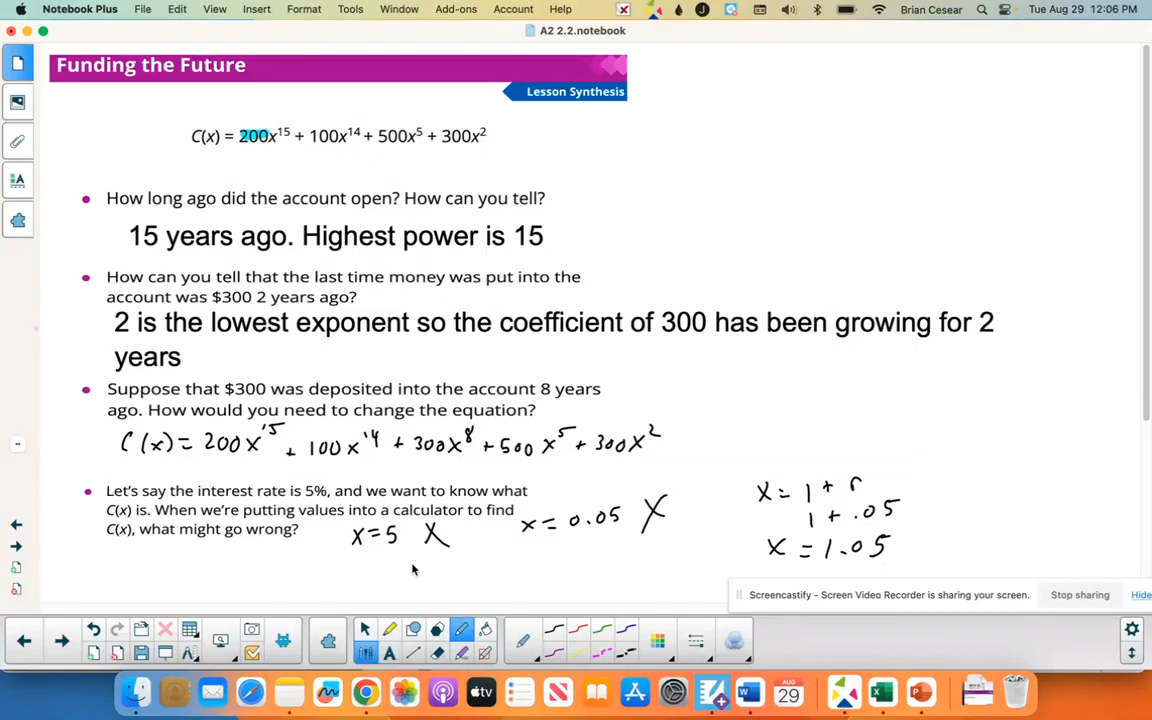 Notebook Plus File Edit View Insert Format Tools Window Add-ons Account Help Brian Cesear Tue Aug 29 12:06 PM
A2 2.2.notebook
Funding the Future
Lesson Synthesis
C(x) = 200x¹⁵ + 100x¹⁴ + 500x⁵ + 300x²
• How long ago did the account open? How can you tell?
15 years ago. Highest power is 15
• How can you tell that the last time money was put into the
account was $300 2 years ago?
2 is the lowest exponent so the coefficient of 300 has been growing for 2
years
• Suppose that $300 was deposited into the account 8 years
ago. How would you need to change the equation?
C(x) = 200x¹⁵ + 100x¹⁴ + 300x⁸ + 500x⁵ + 300x²
• Let's say the interest rate is 5%, and we want to know what
C(x) is. When we're putting values into a calculator to find
C(x), what might go wrong?
x = 5 X
x = 0.05 X
x = 1 + r
1 + .05
x = 1.05
Screencastify - Screen Video Recorder is sharing your screen. Stop sharing Hide
AUG
29